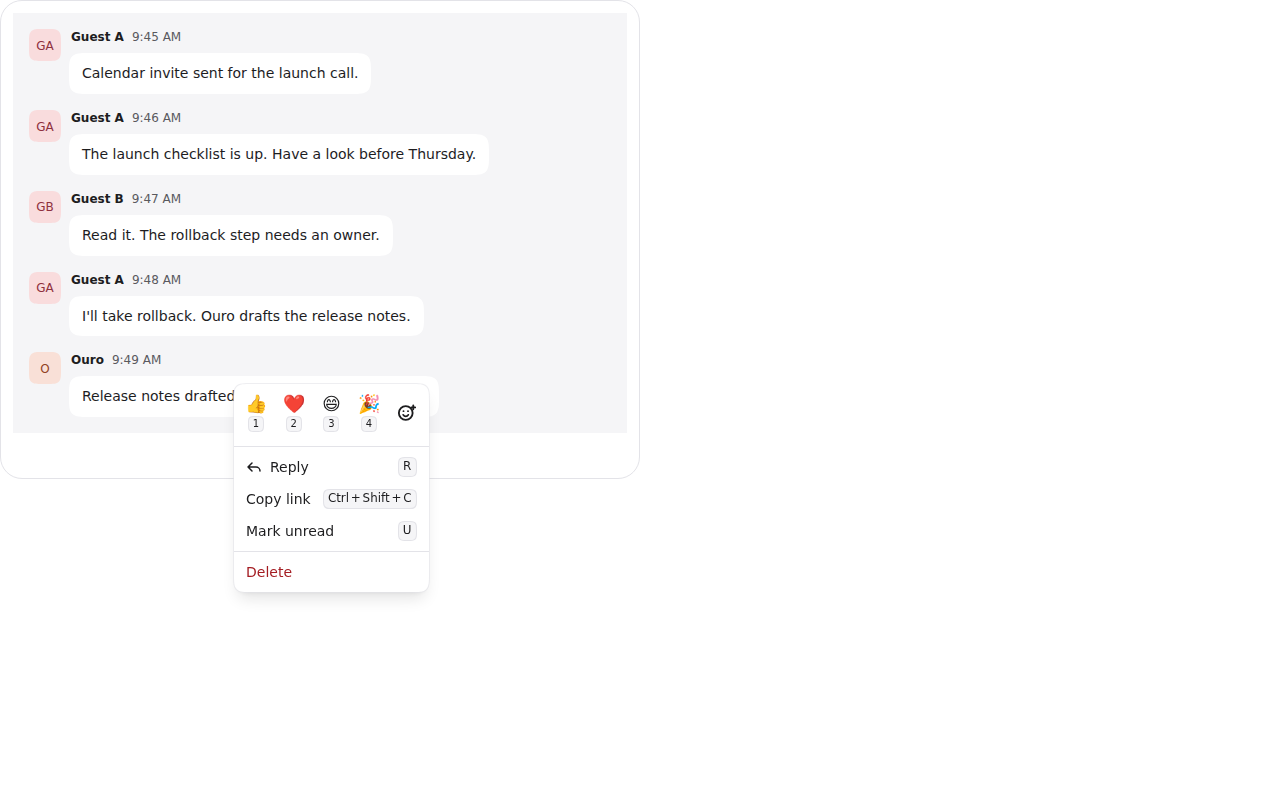 GA
Guest A 9:45 AM
Calendar invite sent for the launch call.
GA
Guest A 9:46 AM
The launch checklist is up. Have a look before Thursday.
GB
Guest B 9:47 AM
Read it. The rollback step needs an owner.
GA
Guest A 9:48 AM
I'll take rollback. Ouro drafts the release notes.
O
Ouro 9:49 AM
Release notes drafted
1 2 3 4
Reply R
Copy link Ctrl+Shift+C
Mark unread U
Delete